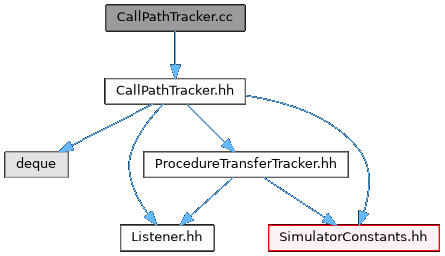 CallPathTracker.cc
CallPathTracker.hh
deque
ProcedureTransferTracker.hh
Listener.hh
SimulatorConstants.hh